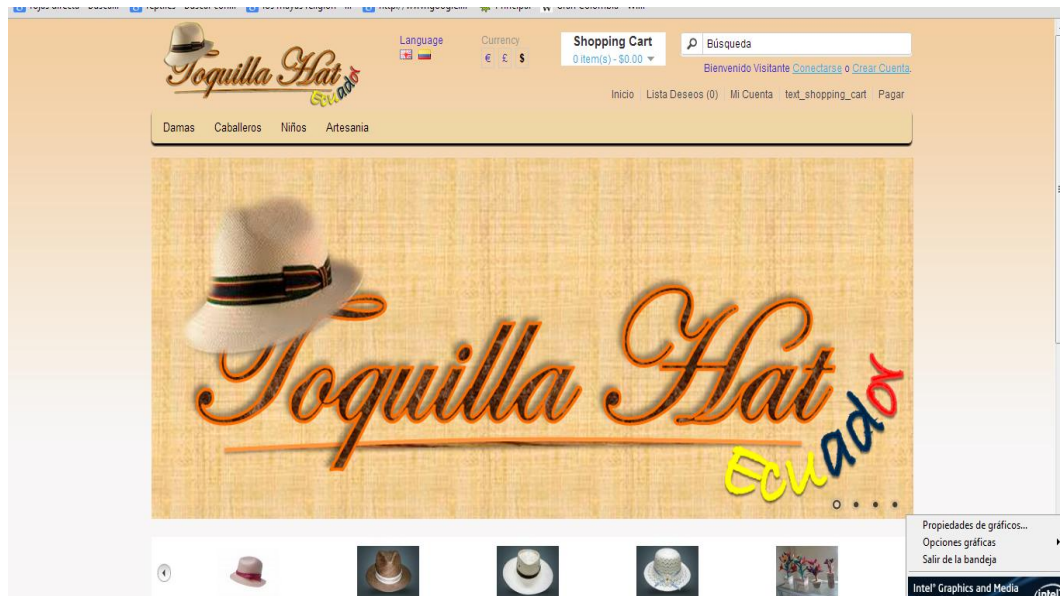 Toquilla Hat
Ecuador
Language
Currency
€ £ $
Shopping Cart
0 item(s) - $0.00
Búsqueda
Bienvenido Visitante Conectarse o Crear Cuenta.
Inicio Lista Deseos (0) Mi Cuenta text_shopping_cart Pagar
Damas Caballeros Niños Artesania
Toquilla Hat
Ecuador
Propiedades de gráficos...
Opciones gráficas
Salir de la bandeja
Intel® Graphics and Media
(intel